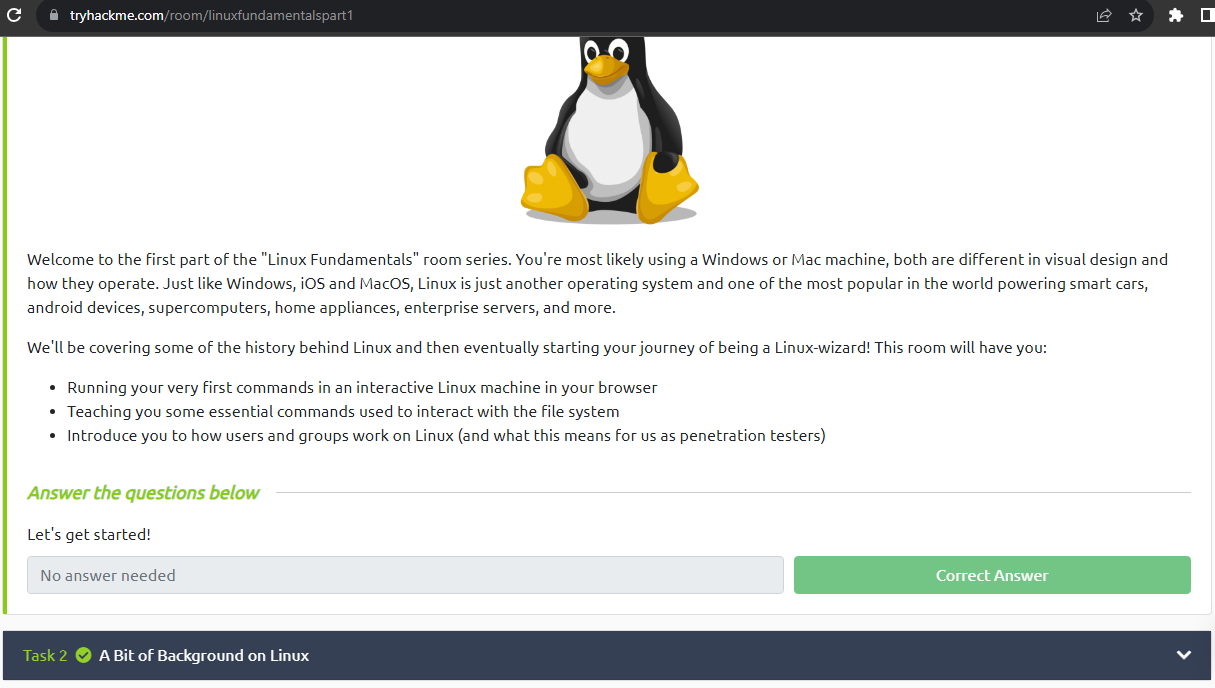 tryhackme.com/room/linuxfundamentalspart1
Welcome to the first part of the "Linux Fundamentals" room series. You're most likely using a Windows or Mac machine, both are different in visual design and
how they operate. Just like Windows, iOS and MacOS, Linux is just another operating system and one of the most popular in the world powering smart cars,
android devices, supercomputers, home appliances, enterprise servers, and more.
We'll be covering some of the history behind Linux and then eventually starting your journey of being a Linux-wizard! This room will have you:
• Running your very first commands in an interactive Linux machine in your browser
• Teaching you some essential commands used to interact with the file system
• Introduce you to how users and groups work on Linux (and what this means for us as penetration testers)
Answer the questions below
Let's get started!
No answer needed
Correct Answer
Task 2 A Bit of Background on Linux